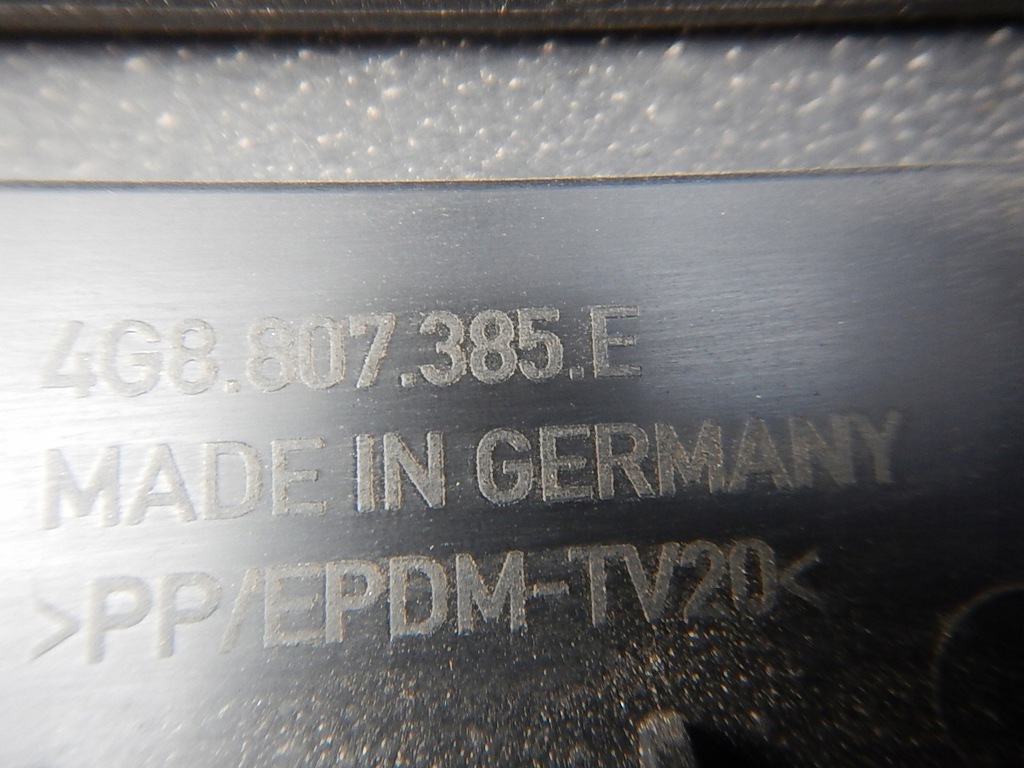 4G8.807.385.E
MADE IN GERMANY
>PP/EPDM-TV20<